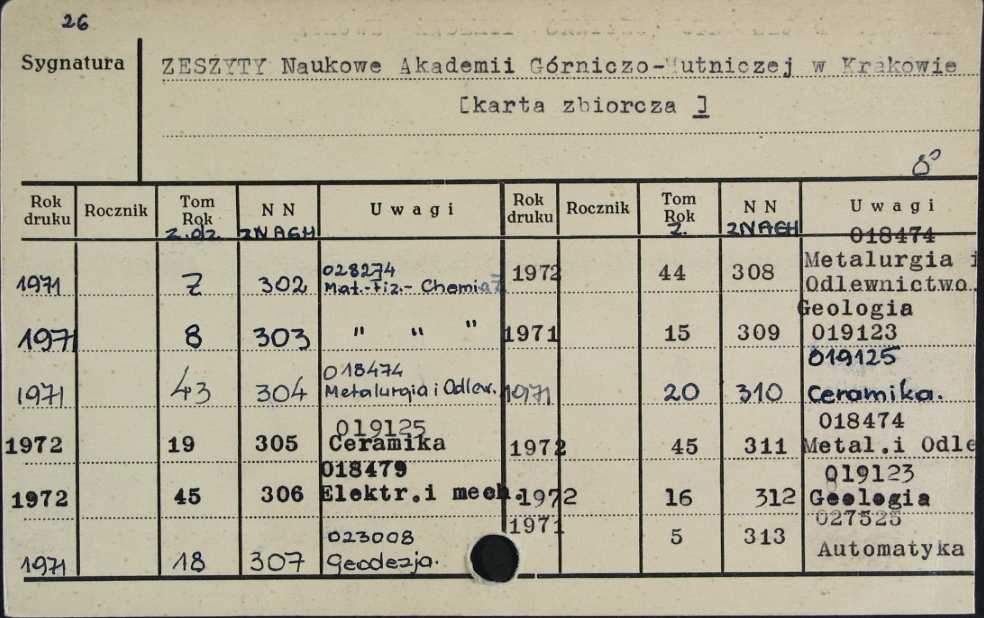 26
Sygnatura
ZESZYTY Naukowe Akademii Górniczo-Hutniczej w Krakowie
[karta zbiorcza ]
8°
Rok druku Rocznik Tom Rok N N Uwagi Rok druku Rocznik Tom Rok N N Uwagi
ZNAGH Z. ZNAGH
1971 7 302 028274 Mat.-Fiz.- Chemia
1971 8 303 " " "
1971 43 304 018474 Metalurgia i Odlew.
1972 19 305 019125 Ceramika
1972 45 306 018479 Elektr.i mech.
1971 18 307 023008 Geodezja.
1972 44 308 018474 Metalurgia i Odlewnictwo.
1971 15 309 Geologia 019123
1971 20 310 019125 Ceramika.
1972 45 311 018474 Metal.i Odle
1972 16 312 019123 Geologia
1971 5 313 027525 Automatyka